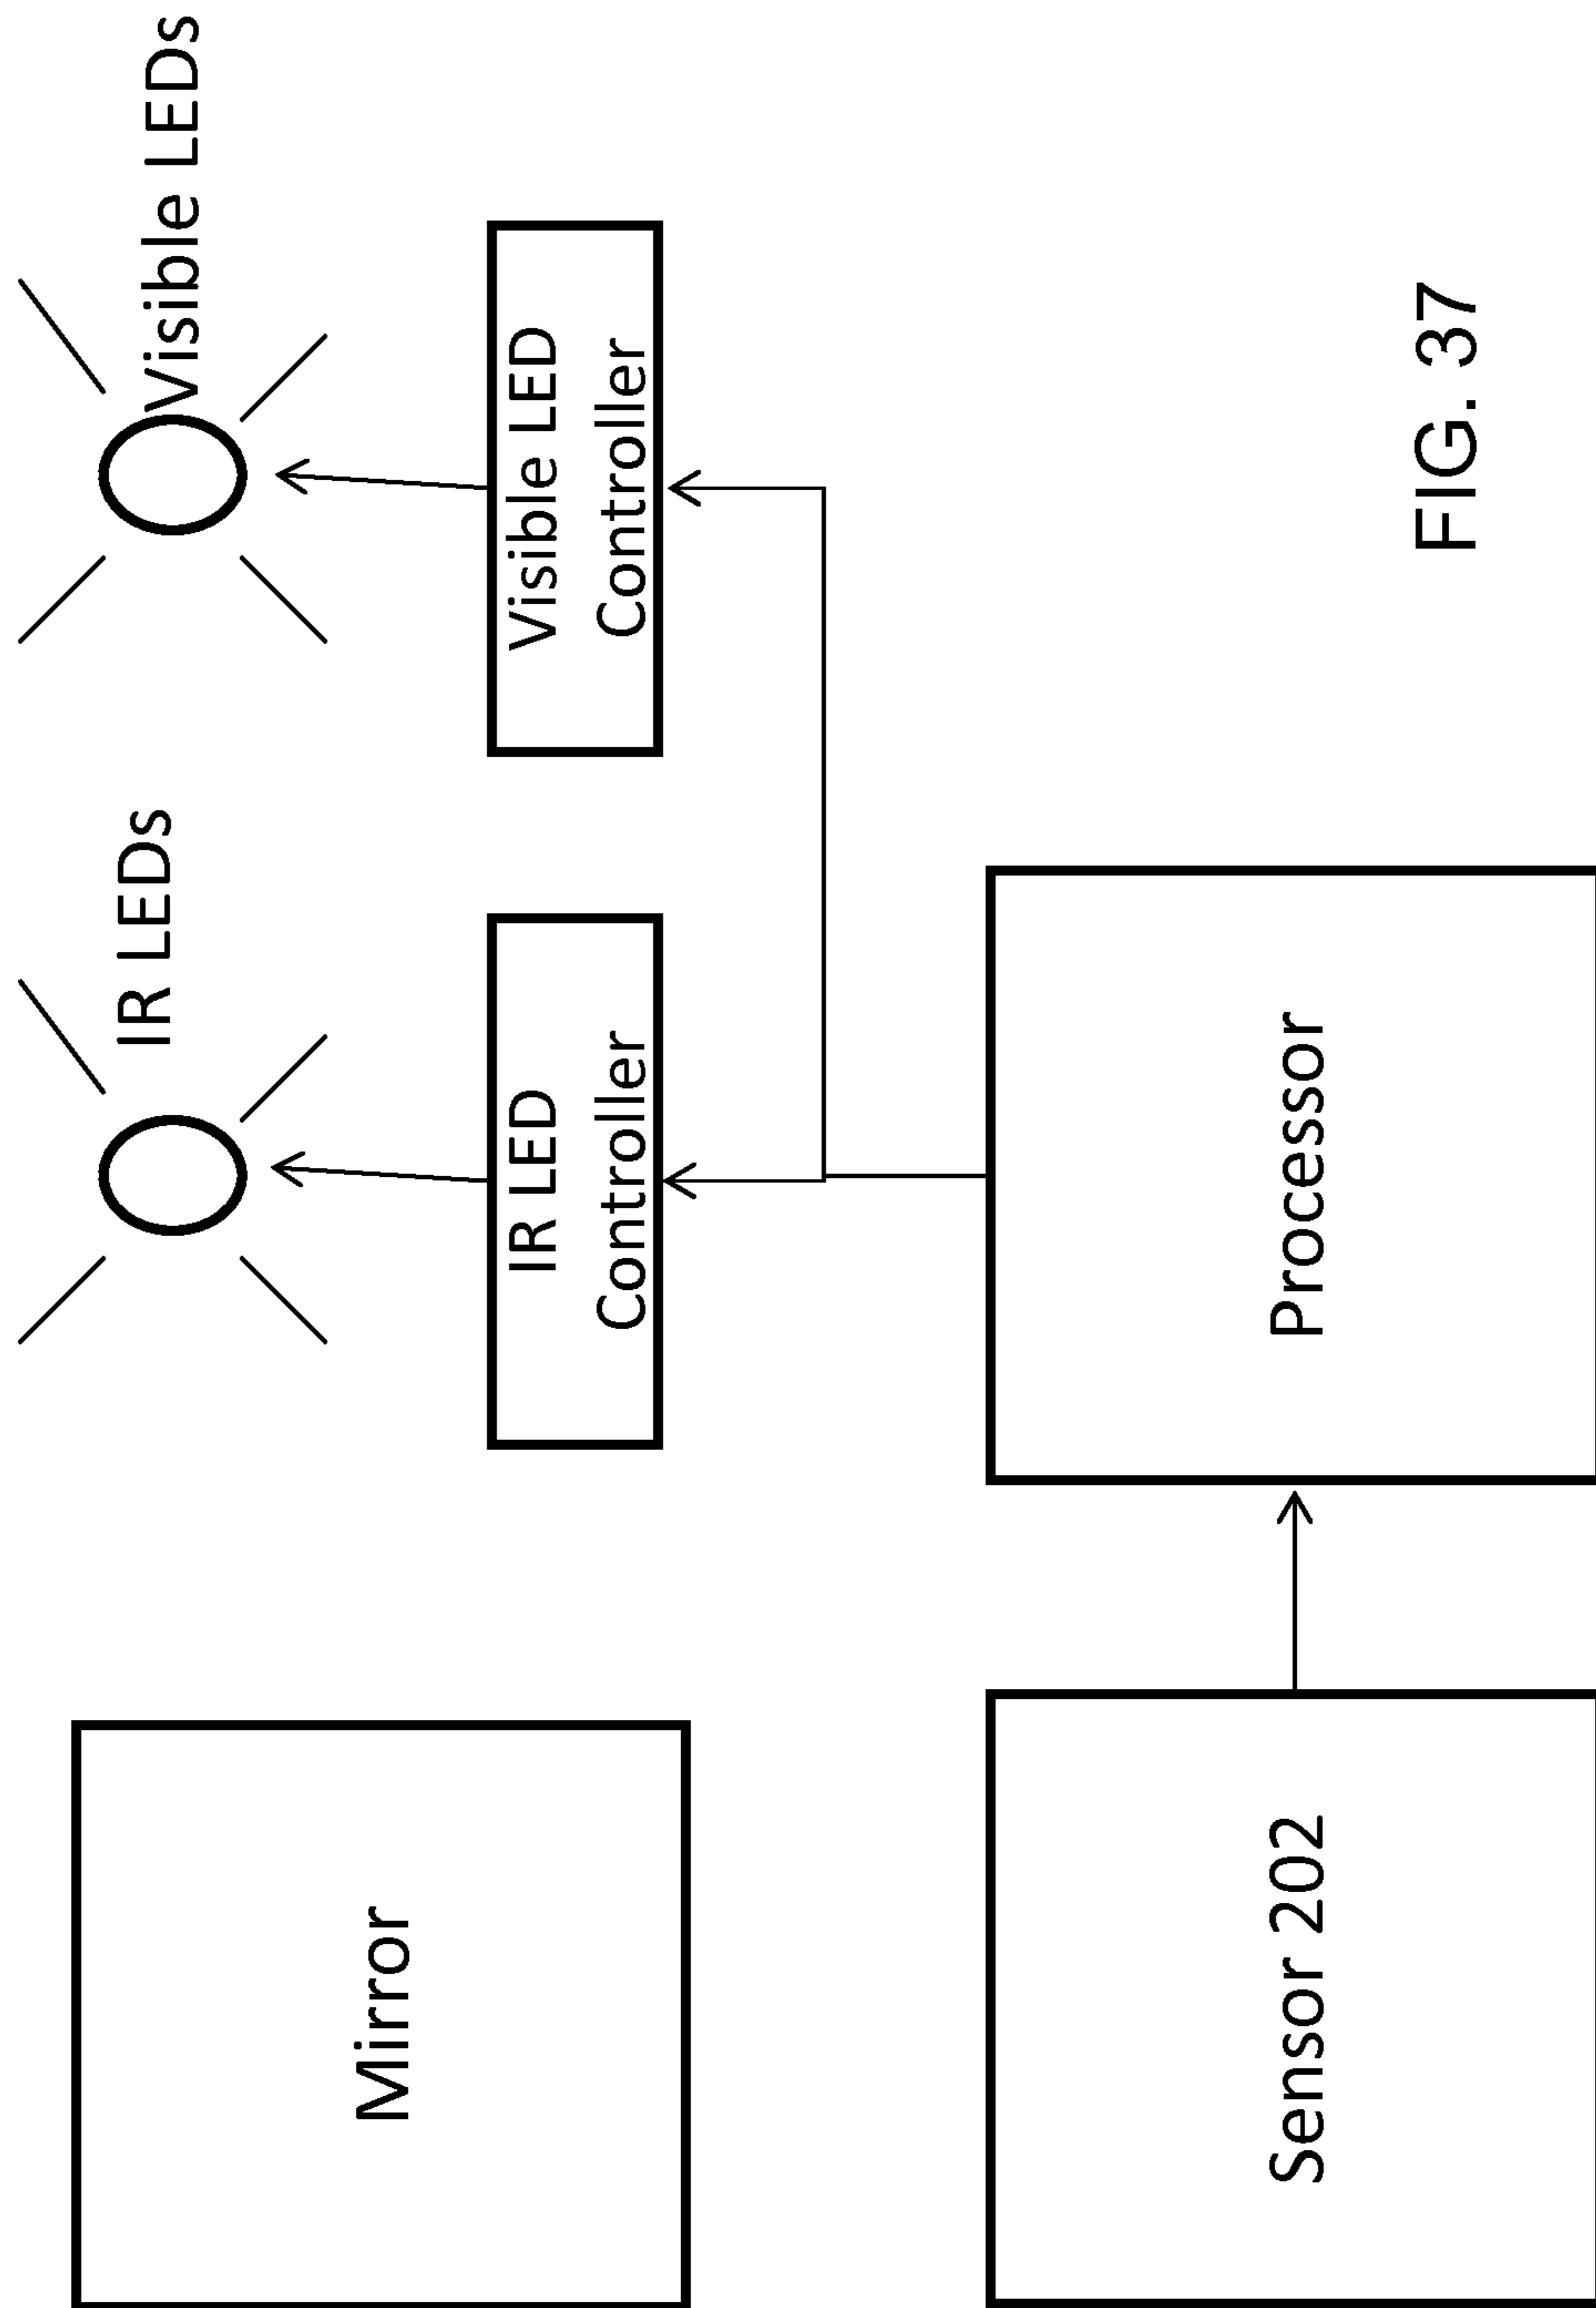 IR LEDs
Visible LEDs
Mirror
IR LED
Controller
Visible LED
Controller
Sensor 202
Processor
FIG. 37